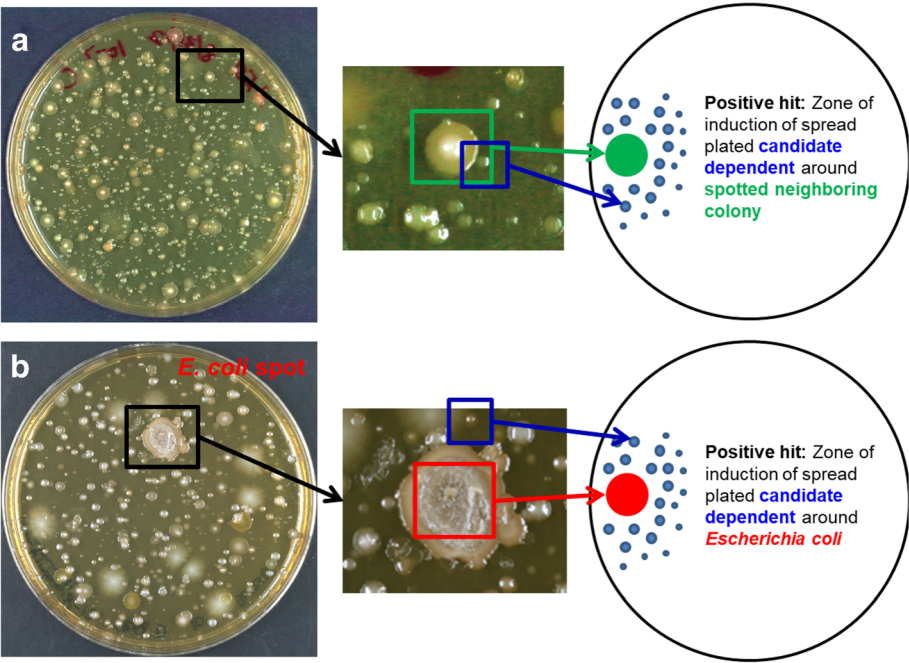 a
Positive hit: Zone of
induction of spread
plated candidate
dependent around
spotted neighboring
colony
b
E. coli spot
Positive hit: Zone of
induction of spread
plated candidate
dependent around
Escherichia coli